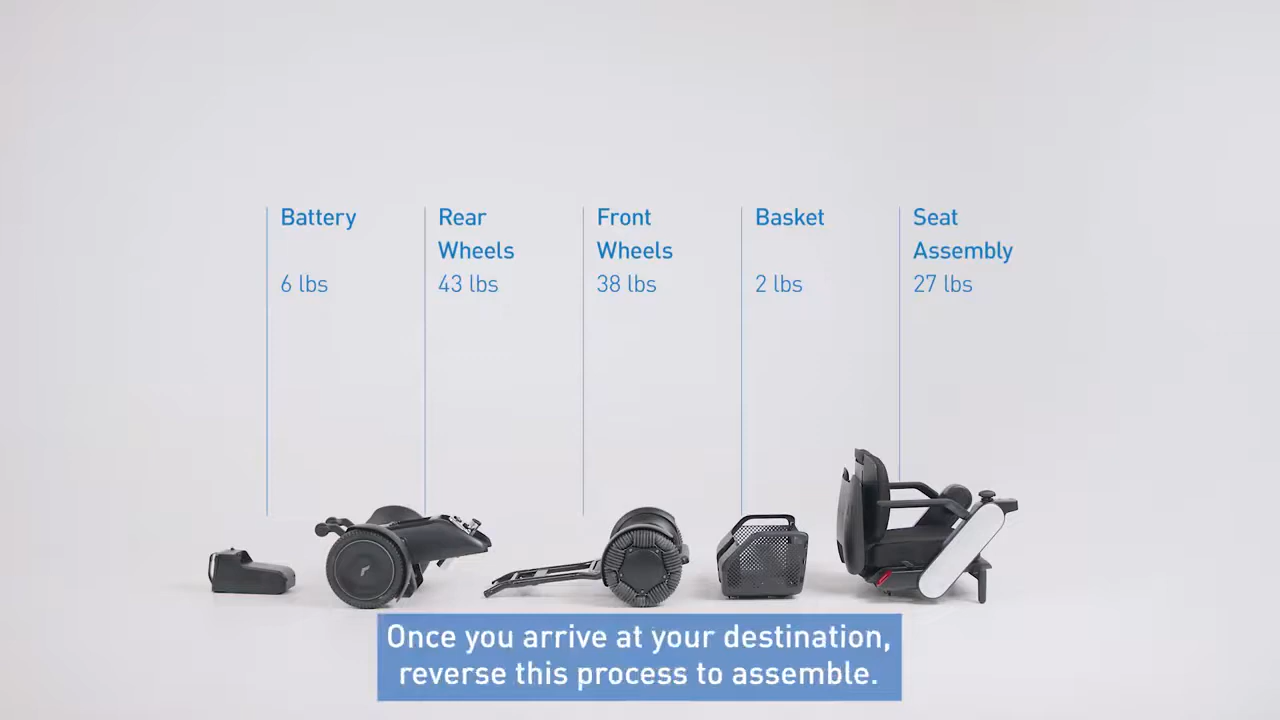 Battery
6 lbs
Rear
Wheels
43 lbs
Front
Wheels
38 lbs
Basket
2 lbs
Seat
Assembly
27 lbs
Once you arrive at your destination,
reverse this process to assemble.